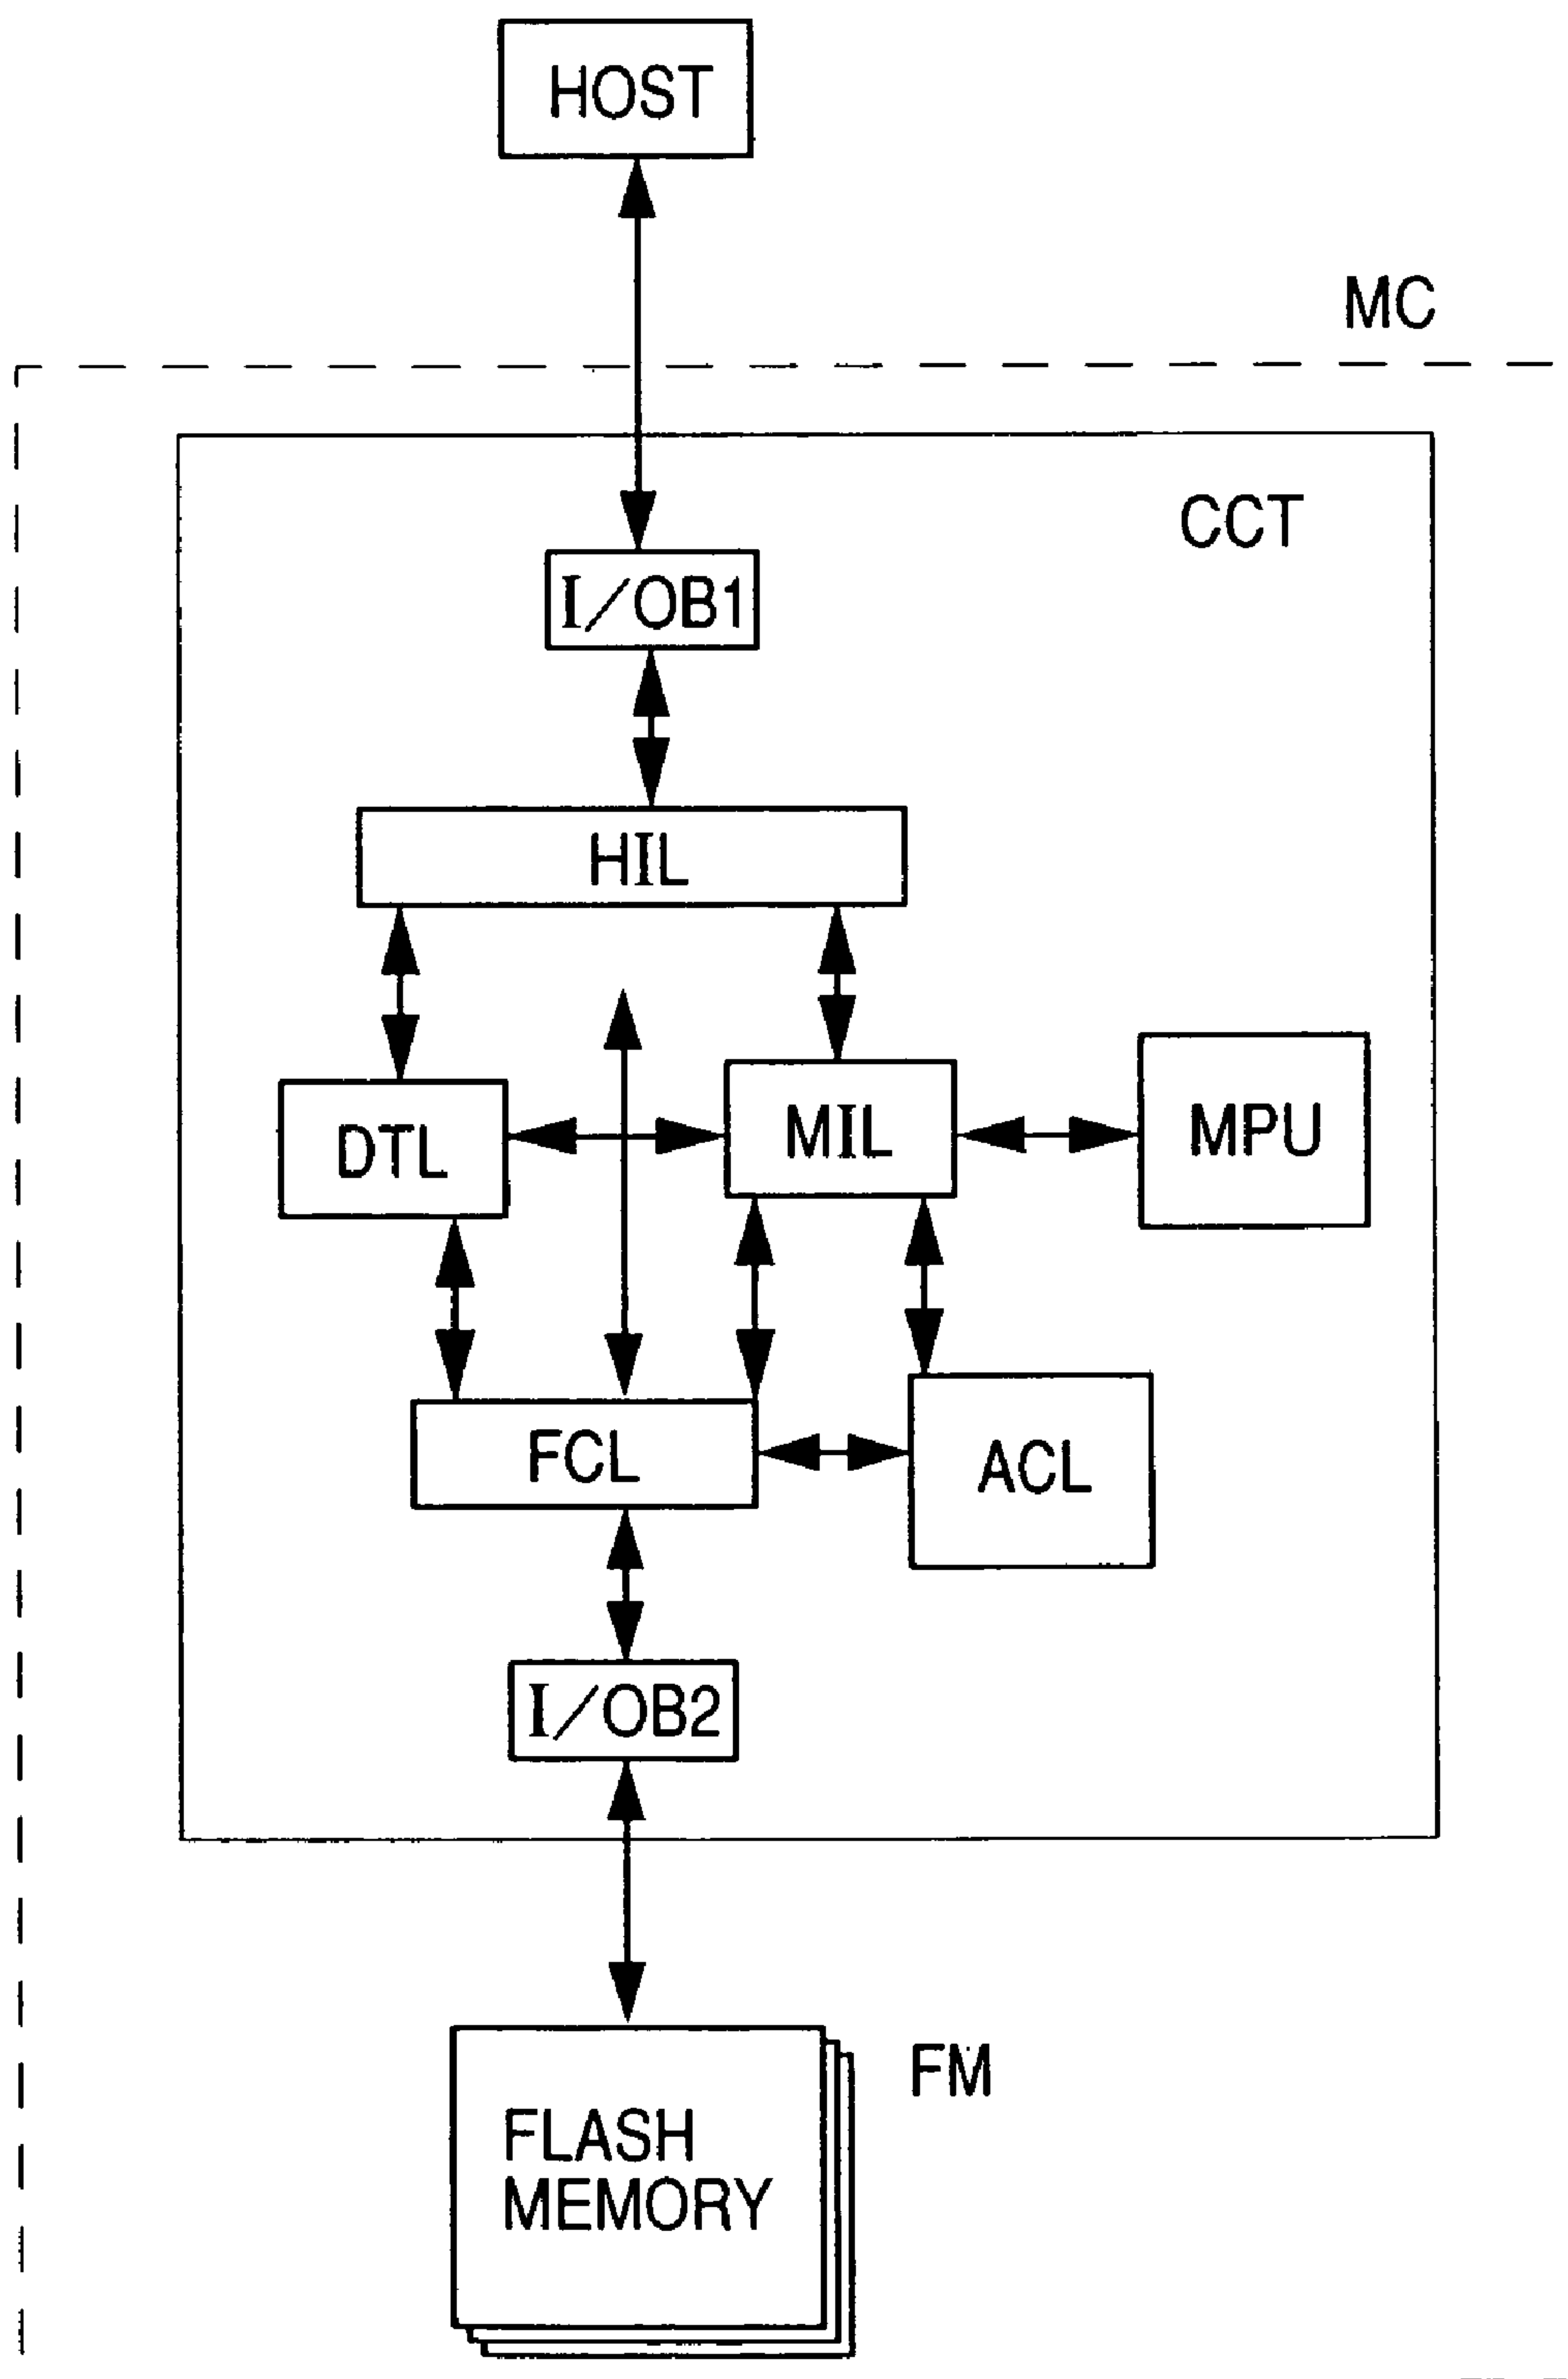 HOST
MC
CCT
I/OB1
HIL
DTL
MIL
MPU
FCL
ACL
I/OB2
FM
FLASH
MEMORY